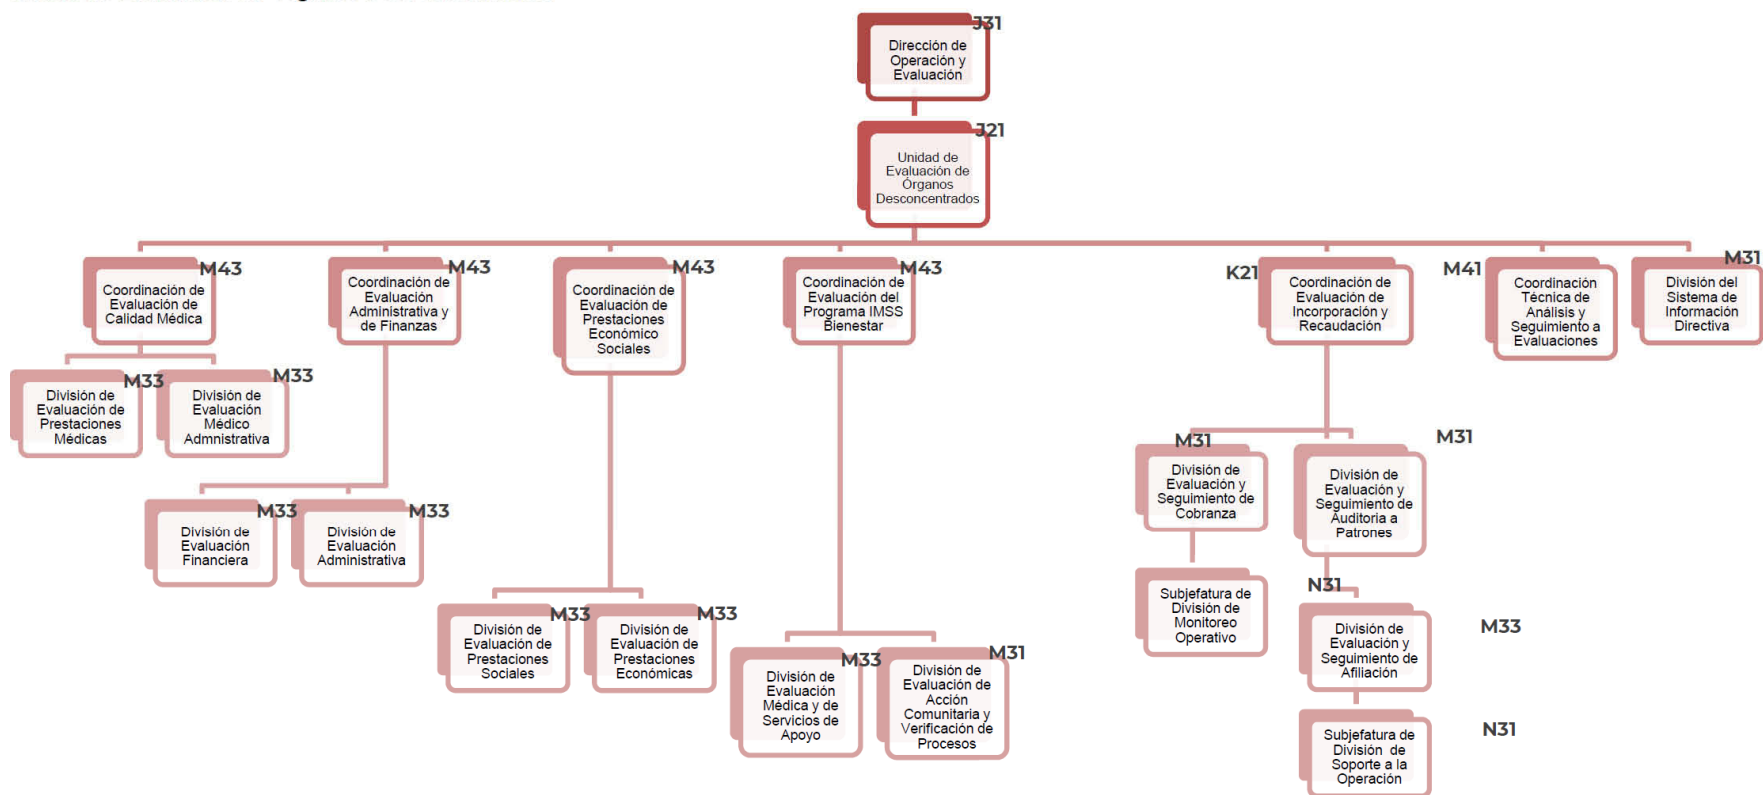 J31
Dirección de
Operación y
Evaluación
J21
Unidad de
Evaluación de
Órganos
Desconcentrados
M43
Coordinación de
Evaluación de
Calidad Médica
M43
Coordinación de
Evaluación
Administrativa y
de Finanzas
M43
Coordinación de
Evaluación de
Prestaciones
Económico
Sociales
M43
Coordinación de
Evaluación del
Programa IMSS
Bienestar
K21
Coordinación de
Evaluación de
Incorporación y
Recaudación
M41
Coordinación
Técnica de
Análisis y
Seguimiento a
Evaluaciones
M31
División del
Sistema de
Información
Directiva
M33
División de
Evaluación de
Prestaciones
Médicas
M33
División de
Evaluación
Médico
Admnistrativa
M33
División de
Evaluación
Financiera
M33
División de
Evaluación
Administrativa
M33
División de
Evaluación de
Prestaciones
Sociales
M33
División de
Evaluación de
Prestaciones
Económicas
M33
División de
Evaluación
Médica y de
Servicios de
Apoyo
M31
División de
Evaluación de
Acción
Comunitaria y
Verificación de
Procesos
M31
División de
Evaluación y
Seguimiento de
Cobranza
M31
División de
Evaluación y
Seguimiento de
Auditoria a
Patrones
N31
Subjefatura de
División de
Monitoreo
Operativo
M33
División de
Evaluación y
Seguimiento de
Afiliación
N31
Subjefatura de
División de
Soporte a la
Operación